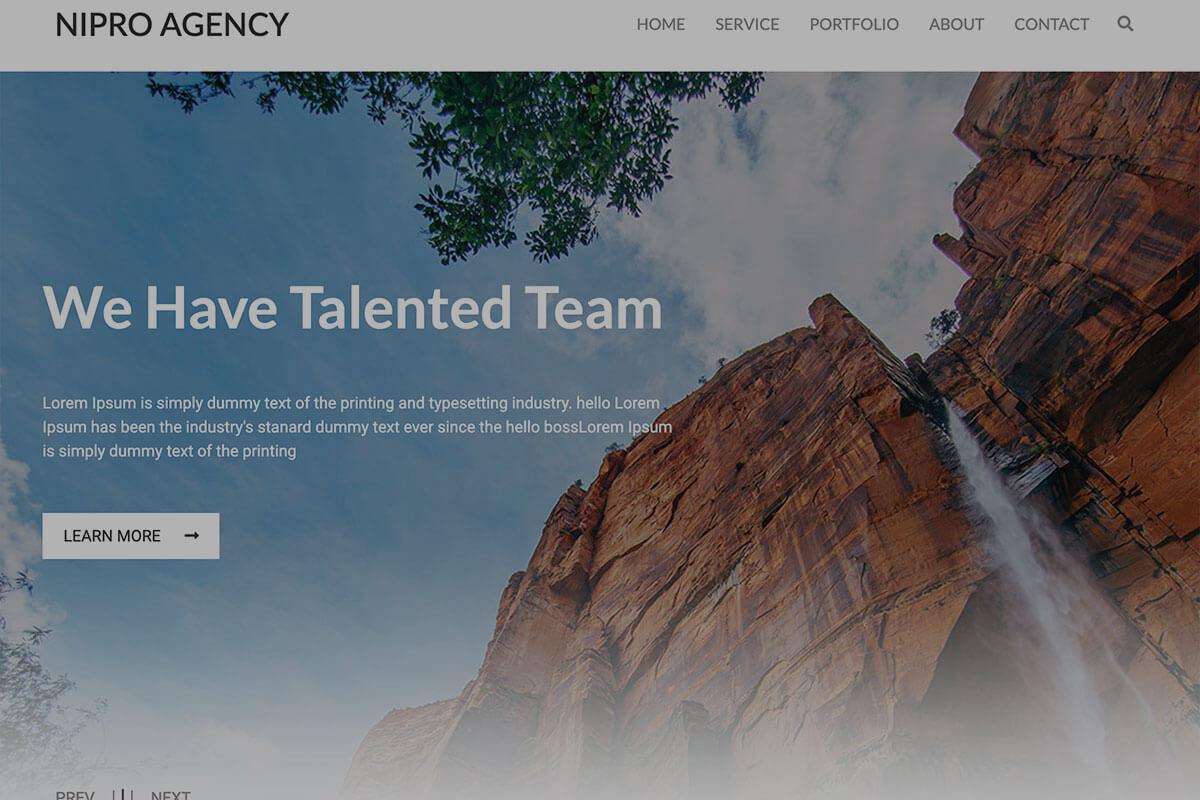 NIPRO AGENCY
HOME SERVICE PORTFOLIO ABOUT CONTACT
We Have Talented Team
Lorem Ipsum is simply dummy text of the printing and typesetting industry. hello Lorem
Ipsum has been the industry's stanard dummy text ever since the hello bossLorem Ipsum
is simply dummy text of the printing
LEARN MORE
PREV NEXT